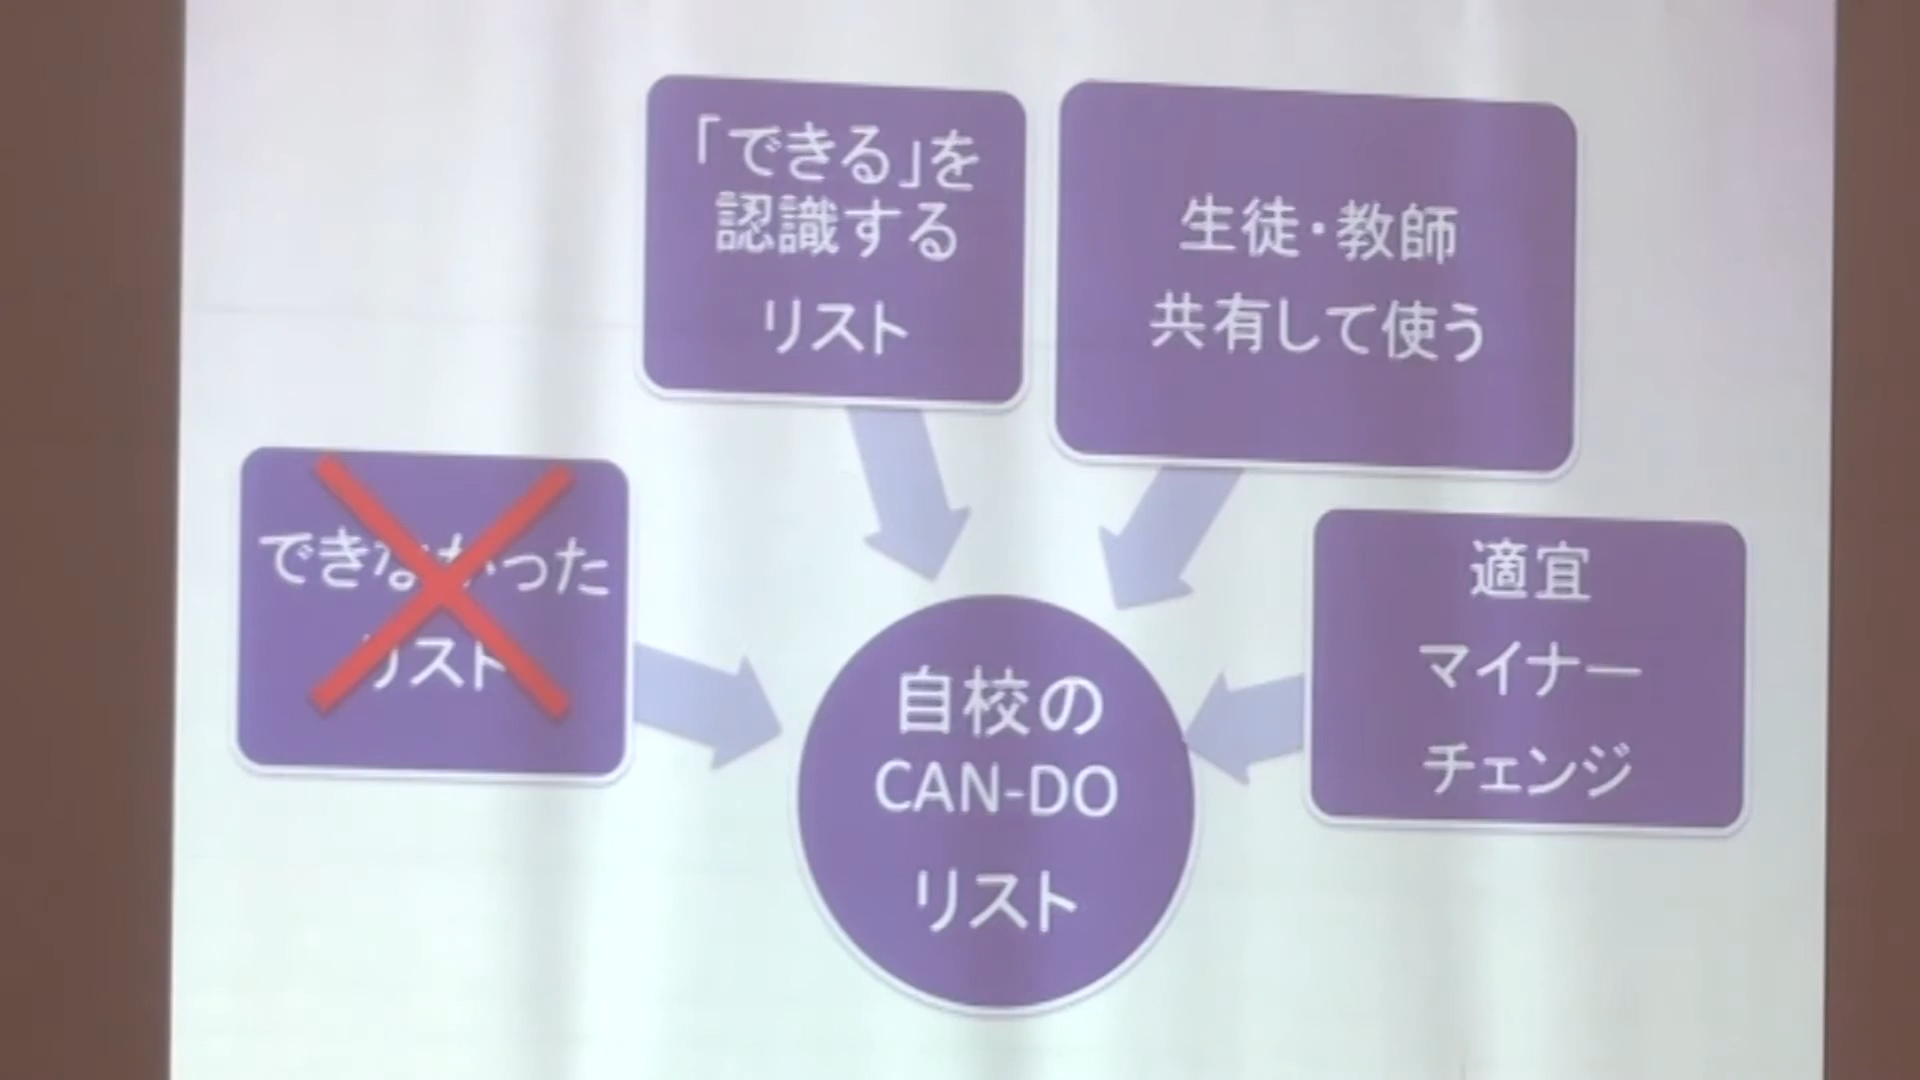 「できる」を
認識する
リスト
生徒・教師
共有して使う
できなかった
リスト
適宜
マイナー
チェンジ
自校の
CAN-DO
リスト